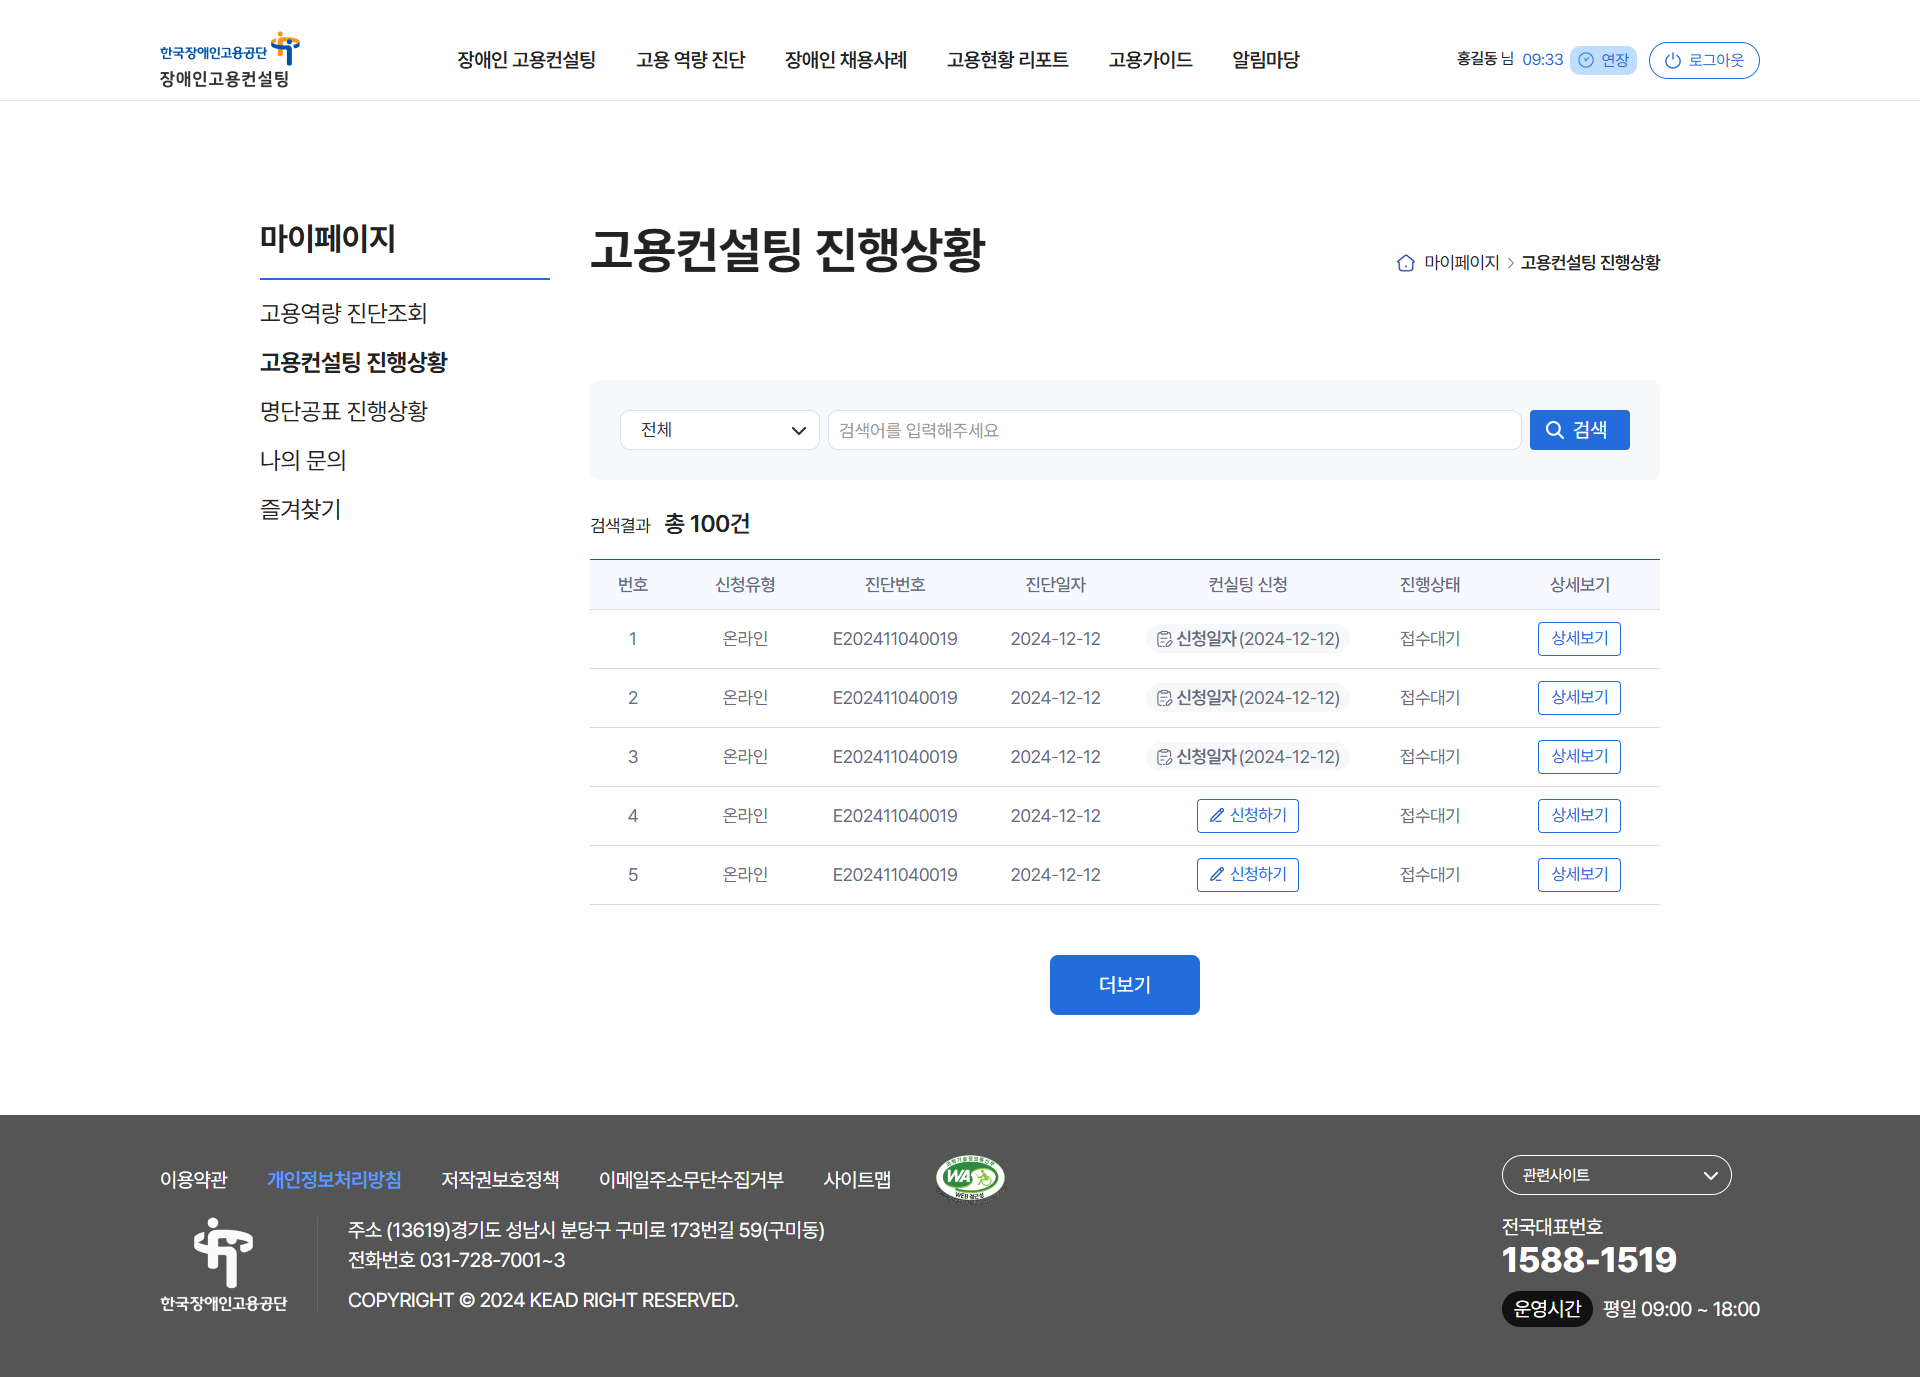 한국장애인고용공단
장애인고용컨설팅
장애인 고용컨설팅 고용 역량 진단 장애인 채용사례 고용현황 리포트 고용가이드 알림마당
홍길동 님 09:33 연장 로그아웃
마이페이지
고용역량 진단조회
고용컨설팅 진행상황
명단공표 진행상황
나의 문의
즐겨찾기
고용컨설팅 진행상황
마이페이지 > 고용컨설팅 진행상황
전체 검색어를 입력해주세요 검색
검색결과 총 100건
번호 신청유형 진단번호 진단일자 컨실팅 신청 진행상태 상세보기
1 온라인 E202411040019 2024-12-12 신청일자(2024-12-12) 접수대기 상세보기
2 온라인 E202411040019 2024-12-12 신청일자(2024-12-12) 접수대기 상세보기
3 온라인 E202411040019 2024-12-12 신청일자(2024-12-12) 접수대기 상세보기
4 온라인 E202411040019 2024-12-12 신청하기 접수대기 상세보기
5 온라인 E202411040019 2024-12-12 신청하기 접수대기 상세보기
더보기
이용약관 개인정보처리방침 저작권보호정책 이메일주소무단수집거부 사이트맵
WA
WEB 접근성
한국장애인고용공단
주소 (13619)경기도 성남시 분당구 구미로 173번길 59(구미동)
전화번호 031-728-7001~3
COPYRIGHT © 2024 KEAD RIGHT RESERVED.
관련사이트
전국대표번호
1588-1519
운영시간 평일 09:00 ~ 18:00